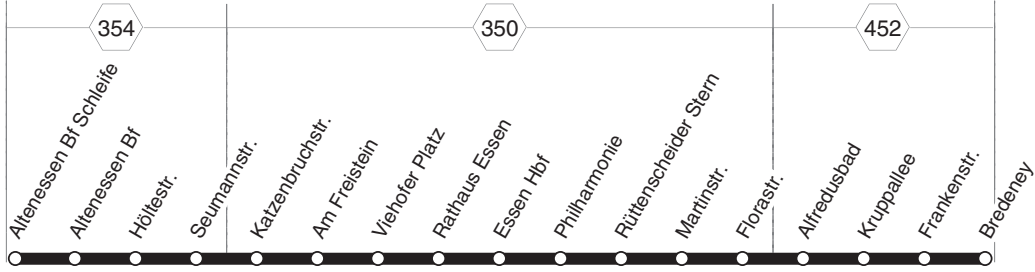 354
350
452
Altenessen Bf Schleife
Altenessen Bf
Höltestr.
Seumannstr.
Katzenbruchstr.
Am Freistein
Viehofer Platz
Rathaus Essen
Essen Hbf
Philharmonie
Rüttenscheider Stern
Martinstr.
Florastr.
Alfredusbad
Kruppallee
Frankenstr.
Bredeney